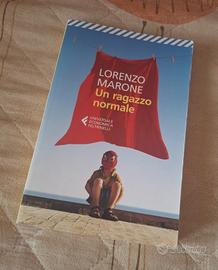 LORENZO
MARONE
Un ragazzo
normale
UNIVERSALE
ECONOMICA
FELTRINELLI